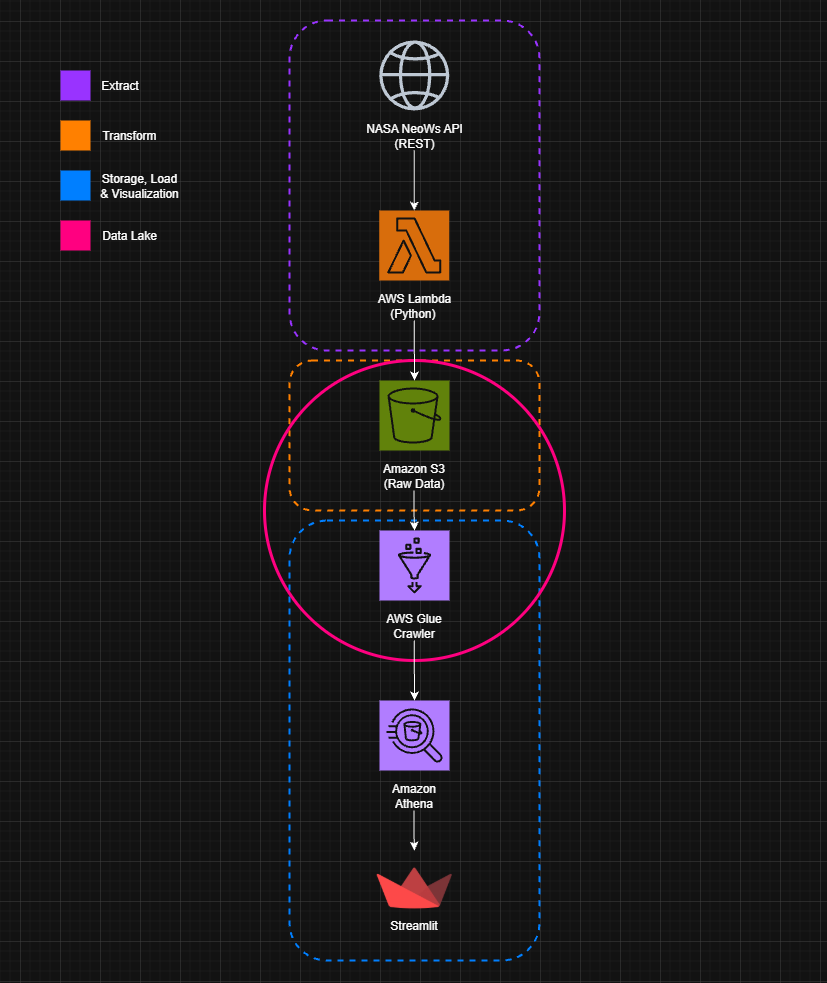 Extract
Transform
Storage, Load
& Visualization
Data Lake
NASA NeoWs API
(REST)
AWS Lambda
(Python)
Amazon S3
(Raw Data)
AWS Glue
Crawler
Amazon
Athena
Streamlit